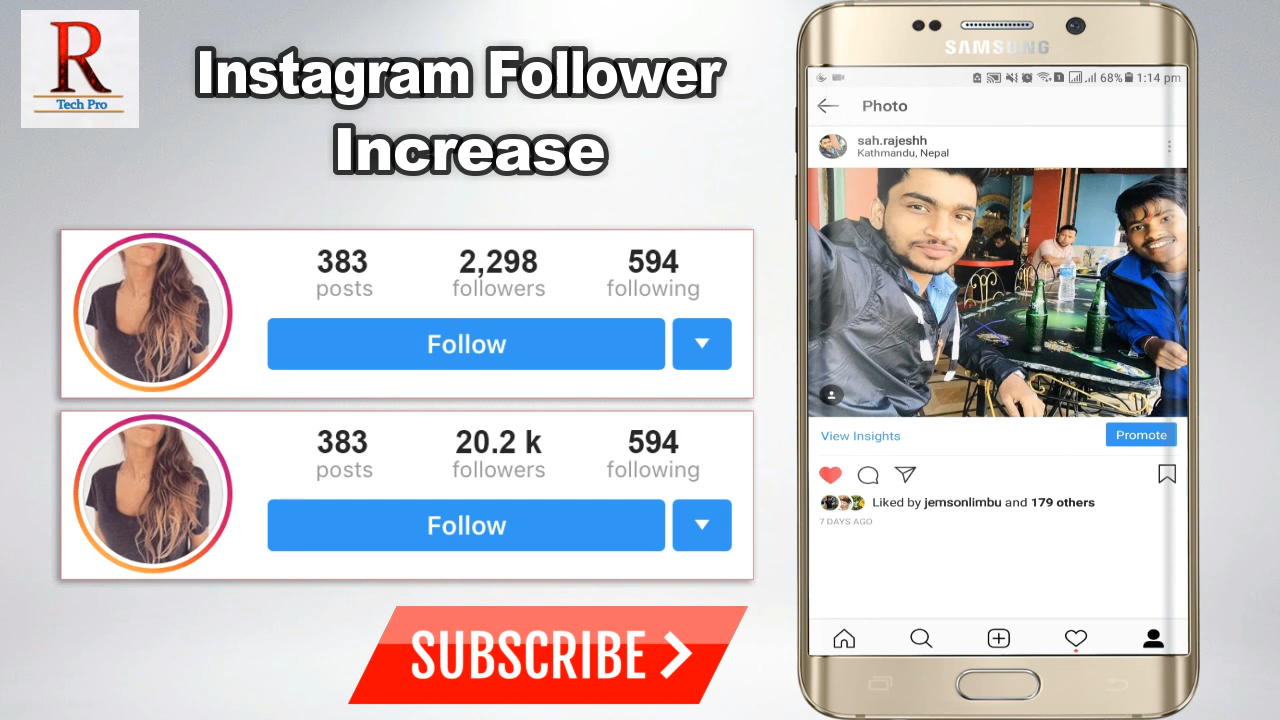 R
Tech Pro
Instagram Follower
Increase
383 2,298 594
posts followers following
Follow
383 20.2 k 594
posts followers following
Follow
SUBSCRIBE
SAMSUNG
68% 1:14 pm
Photo
sah.rajeshh
Kathmandu, Nepal
View Insights Promote
Liked by jemsonlimbu and 179 others
7 DAYS AGO